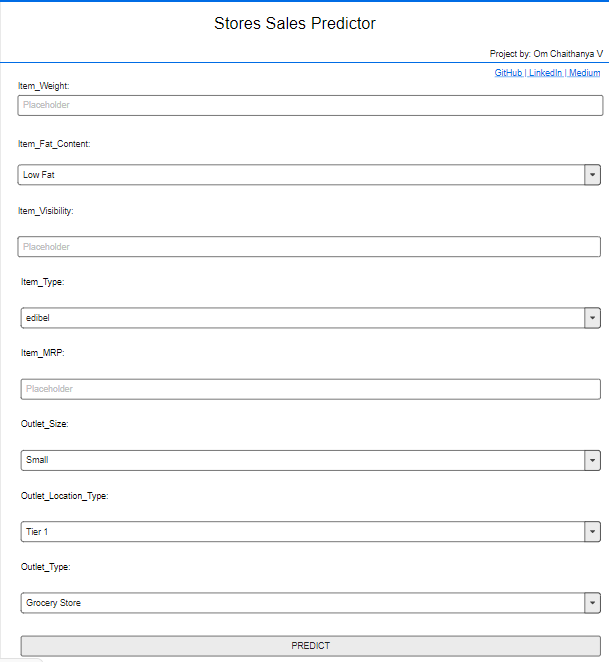 Stores Sales Predictor
Project by: Om Chaithanya V
GitHub | LinkedIn | Medium
Item_Weight:
Placeholder
Item_Fat_Content:
Low Fat
Item_Visibility:
Placeholder
Item_Type:
edibel
Item_MRP:
Placeholder
Outlet_Size:
Small
Outlet_Location_Type:
Tier 1
Outlet_Type:
Grocery Store
PREDICT